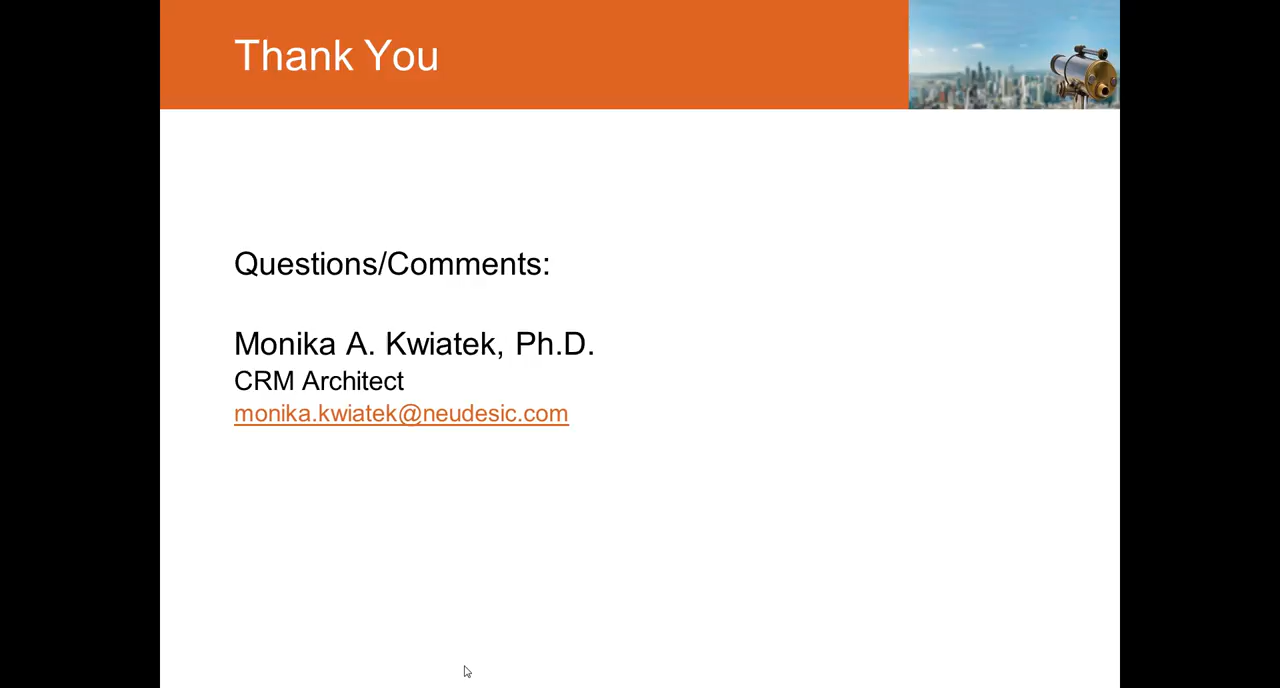 Thank You
Questions/Comments:
Monika A. Kwiatek, Ph.D.
CRM Architect
monika.kwiatek@neudesic.com